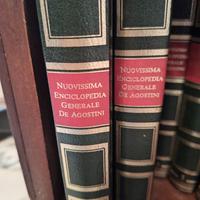 NUOVISSIMA
ENCICLOPEDIA
GENERALE
DE AGOSTINI
NUOVISSIMA
ENCICLOPEDIA
GENERALE
DE AGOSTINI